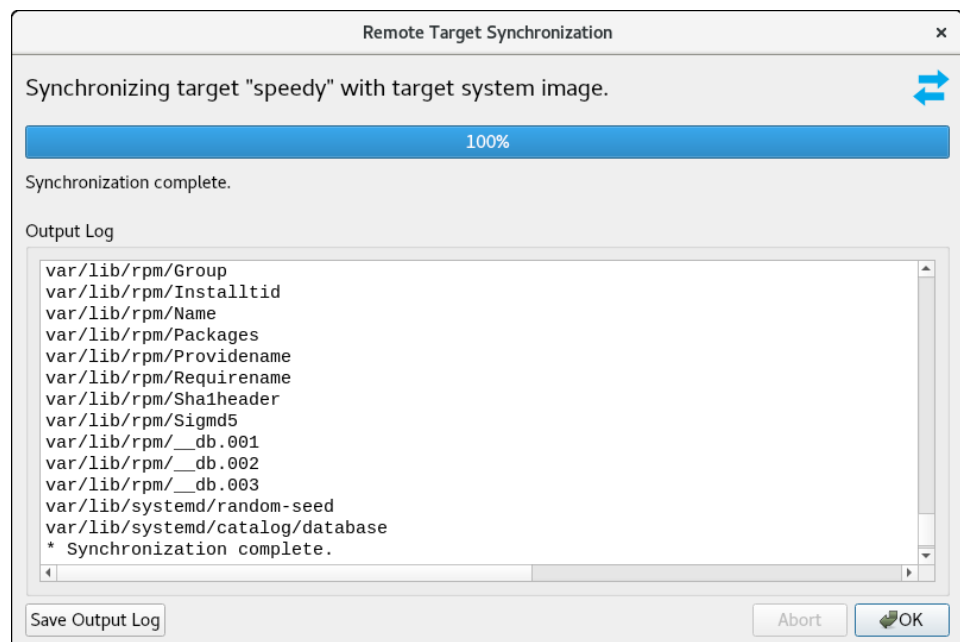 Remote Target Synchronization
Synchronizing target "speedy" with target system image.
100%
Synchronization complete.
Output Log
var/lib/rpm/Group
var/lib/rpm/Installtid
var/lib/rpm/Name
var/lib/rpm/Packages
var/lib/rpm/Providename
var/lib/rpm/Requirename
var/lib/rpm/Sha1header
var/lib/rpm/Sigmd5
var/lib/rpm/__db.001
var/lib/rpm/__db.002
var/lib/rpm/__db.003
var/lib/systemd/random-seed
var/lib/systemd/catalog/database
* Synchronization complete.
Save Output Log
Abort
OK